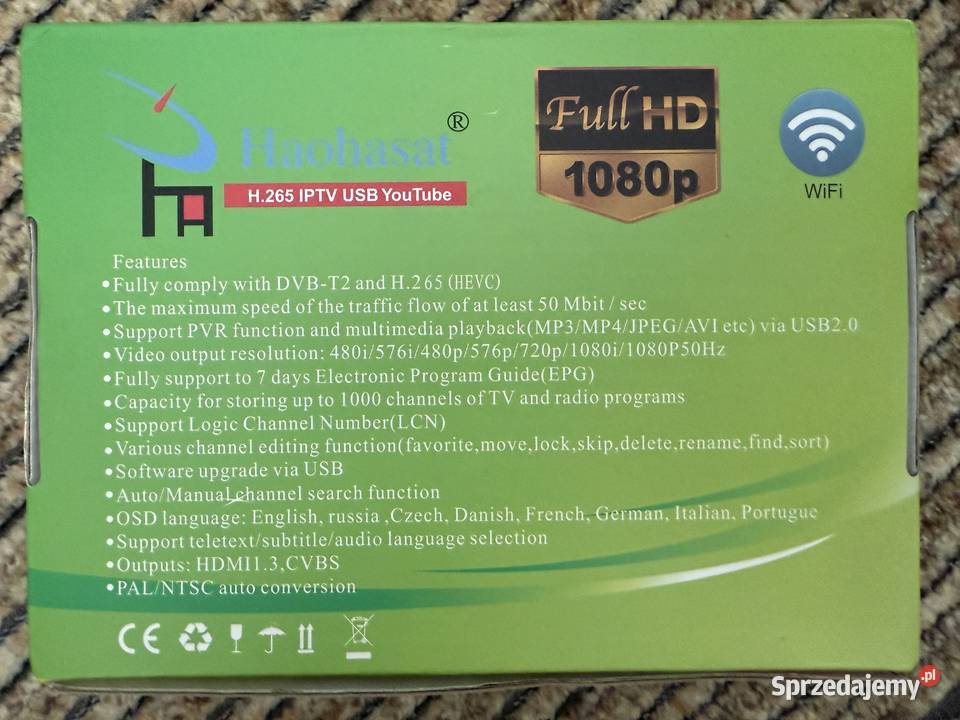 Haohasat®
H.265 IPTV USB YouTube
Full HD
1080p
WiFi
Features
•Fully comply with DVB-T2 and H.265(HEVC)
•The maximum speed of the traffic flow of at least 50 Mbit / sec
•Support PVR function and multimedia playback(MP3/MP4/JPEG/AVI etc) via USB2.0
•Video output resolution: 480i/576i/480p/576p/720p/1080i/1080P50Hz
•Fully support to 7 days Electronic Program Guide(EPG)
•Capacity for storing up to 1000 channels of TV and radio programs
•Support Logic Channel Number(LCN)
•Various channel editing function(favorite,move,lock,skip,delete,rename,find,sort)
•Software upgrade via USB
•Auto/Manual channel search function
•OSD language: English, russia ,Czech, Danish, French, German, Italian, Portugue
•Support teletext/subtitle/audio language selection
•Outputs: HDMI1.3,CVBS
•PAL/NTSC auto conversion
CE
Sprzedajemy.pl